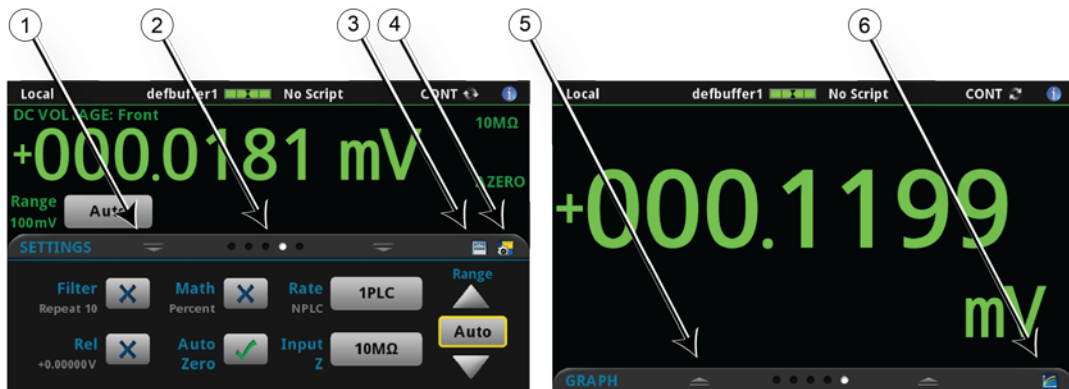 1
2
3
4
5
6
Local defbuffer1 No Script CONT
DC VOLTAGE: Front
10MΩ
+000.0181 mV
AZERO
Range
100mV
Auto
SETTINGS
Filter
Repeat 10
Math
Percent
Rate
NPLC
1PLC
Range
Rel
+0.00000V
Auto
Zero
Input
Z
10MΩ
Auto
Local defbuffer1 No Script CONT
+000.1199
mV
GRAPH